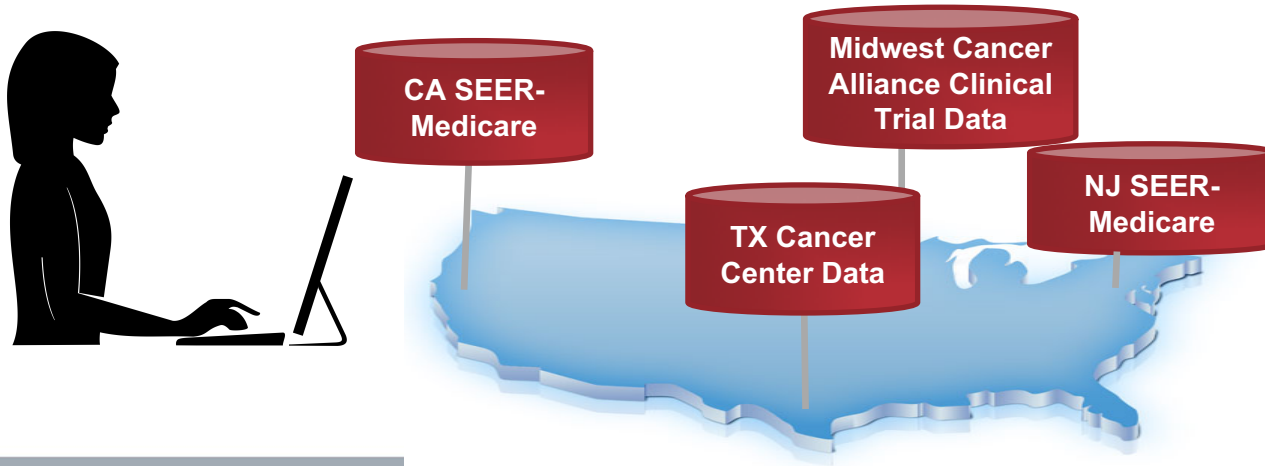 CA SEER-
Medicare
Midwest Cancer
Alliance Clinical
Trial Data
TX Cancer
Center Data
NJ SEER-
Medicare